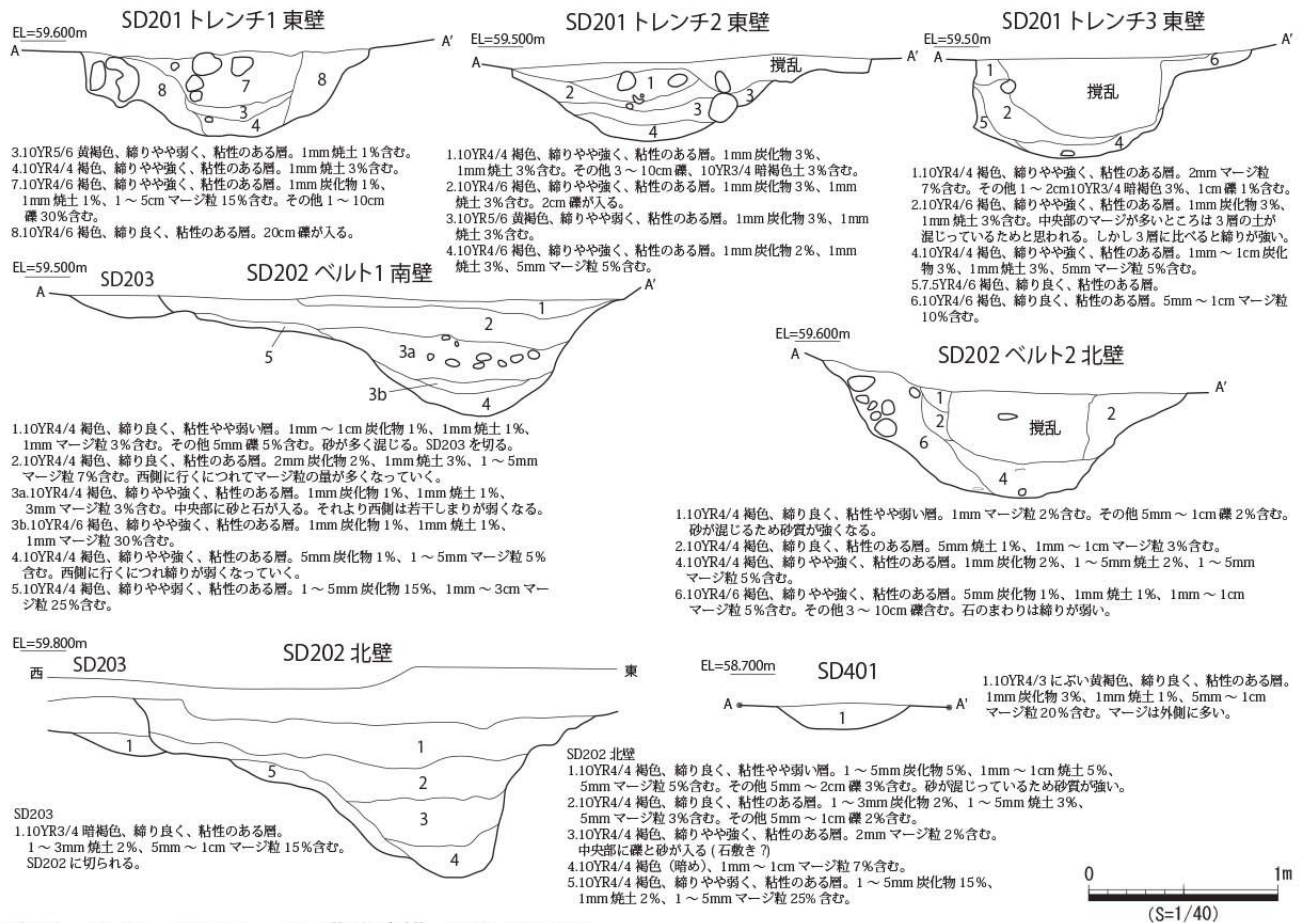 SD201 トレンチ1 東壁
EL=59.600m
A
A'
8
7
3
4
8
3.10YR5/6 黄褐色、締りやや弱く、粘性のある層。1mm 焼土 1％含む。
4.10YR4/4 褐色、締りやや強く、粘性のある層。1mm 焼土 3％含む。
7.10YR4/6 褐色、締りやや強く、粘性のある層。1mm 炭化物 1％、
1mm 焼土 1％、1 ～ 5cm マージ粒 15％含む。その他 1 ～ 10cm
礫 30％含む。
8.10YR4/6 褐色、締り良く、粘性のある層。20cm 礫が入る。
SD201 トレンチ2 東壁
EL=59.500m
A
A'
撹乱
1
2
3
3
4
1.10YR4/4 褐色、締りやや強く、粘性のある層。1mm 炭化物 3％、
1mm 焼土 3％含む。その他 3 ～ 10cm 礫、10YR3/4 暗褐色土 3％含む。
2.10YR4/6 褐色、締りやや強く、粘性のある層。1mm 炭化物 3％、1mm
焼土 3％含む。2cm 礫が入る。
3.10YR5/6 黄褐色、締りやや弱く、粘性のある層。1mm 炭化物 3％、1mm
焼土 3％含む。
4.10YR4/6 褐色、締りやや強く、粘性のある層。1mm 炭化物 2％、1mm
焼土 3％、5mm マージ粒 5％含む。
SD201 トレンチ3 東壁
EL=59.50m
A
A'
1
2
撹乱
6
5
4
1.10YR4/4 褐色、締りやや強く、粘性のある層。2mm マージ粒
7％含む。その他 1 ～ 2cm10YR3/4 暗褐色 3％、1cm 礫 1％含む。
2.10YR4/6 褐色、締りやや強く、粘性のある層。1mm 炭化物 3％、
1mm 焼土 3％含む。中央部のマージが多いところは 3 層の土が
混じっているためと思われる。しかし 3 層に比べると締りが強い。
4.10YR4/4 褐色、締りやや強く、粘性のある層。1mm ～ 1cm 炭化
物 3％、1mm 焼土 3％、5mm マージ粒 5％含む。
5.7.5YR4/6 褐色、締り良く、粘性のある層。
6.10YR4/6 褐色、締り良く、粘性のある層。5mm ～ 1cm マージ粒
10％含む。
SD202 ベルト1 南壁
EL=59.500m
A
SD203
A'
1
2
3a
5
3b
4
1.10YR4/4 褐色、締り良く、粘性やや弱い層。1mm ～ 1cm 炭化物 1％、1mm 焼土 1％、
1mm マージ粒 3％含む。その他 5mm 礫 5％含む。砂が多く混じる。SD203 を切る。
2.10YR4/4 褐色、締り良く、粘性のある層。2mm 炭化物 2％、1mm 焼土 3％、1 ～ 5mm
マージ粒 7％含む。西側に行くにつれてマージ粒の量が多くなっていく。
3a.10YR4/4 褐色、締りやや強く、粘性のある層。1mm 炭化物 1％、1mm 焼土 1％、
3mm マージ粒 3％含む。中央部に砂と石が入る。それより西側は若干しまりが弱くなる。
3b.10YR4/6 褐色、締りやや強く、粘性のある層。1mm 炭化物 1％、1mm 焼土 1％、
1mm マージ粒 30％含む。
4.10YR4/4 褐色、締りやや強く、粘性のある層。5mm 炭化物 1％、1 ～ 5mm マージ粒 5％
含む。西側に行くにつれ締りが弱くなっていく。
5.10YR4/4 褐色、締りやや弱く、粘性のある層。1 ～ 5mm 炭化物 15％、1mm ～ 3cm マー
ジ粒 25％含む。
SD202 ベルト2 北壁
EL=59.600m
A
A'
1
2
撹乱
2
6
4
1.10YR4/4 褐色、締り良く、粘性やや弱い層。1mm マージ粒 2％含む。その他 5mm ～ 1cm 礫 2％含む。
砂が混じるため砂質が強くなる。
2.10YR4/4 褐色、締り良く、粘性のある層。5mm 焼土 1％、1mm ～ 1cm マージ粒 3％含む。
4.10YR4/4 褐色、締りやや強く、粘性のある層。1mm 炭化物 2％、1 ～ 5mm 焼土 2％、1 ～ 5mm
マージ粒 5％含む。
6.10YR4/6 褐色、締りやや強く、粘性のある層。5mm 炭化物 1％、1mm 焼土 1％、1mm ～ 1cm
マージ粒 5％含む。その他 3 ～ 10cm 礫含む。石のまわりは締りが弱い。
SD202 北壁
EL=59.800m
SD203
西
東
1
1
5
2
3
4
SD203
1.10YR3/4 暗褐色、締り良く、粘性のある層。
1 ～ 3mm 焼土 2％、5mm ～ 1cm マージ粒 15％含む。
SD202 に切られる。
EL=58.700m
SD401
A
A'
1
1.10YR4/3 にぶい黄褐色、締り良く、粘性のある層。
1mm 炭化物 3％、1mm 焼土 1％、5mm ～ 1cm
マージ粒 20％含む。マージは外側に多い。
SD202 北壁
1.10YR4/4 褐色、締り良く、粘性やや弱い層。1 ～ 5mm 炭化物 5％、1mm ～ 1cm 焼土 5％、
5mm マージ粒 5％含む。その他 5mm ～ 2cm 礫 3％含む。砂が混じっているため砂質が強い。
2.10YR4/4 褐色、締り良く、粘性のある層。1 ～ 3mm 炭化物 2％、1 ～ 5mm 焼土 3％、
5mm マージ粒 3％含む。その他 5mm ～ 1cm 礫 2％含む。
3.10YR4/4 褐色、締りやや強く、粘性のある層。2mm マージ粒 2％含む。
中央部に礫と砂が入る ( 石敷き ?)
4.10YR4/4 褐色（暗め）、1mm ～ 1cm マージ粒 7％含む。
5.10YR4/4 褐色、締りやや弱く、粘性のある層。1 ～ 5mm 炭化物 15％、
1mm 焼土 2％、1 ～ 5mm マージ粒 25％ 含む。
0
1m
(S=1/40)